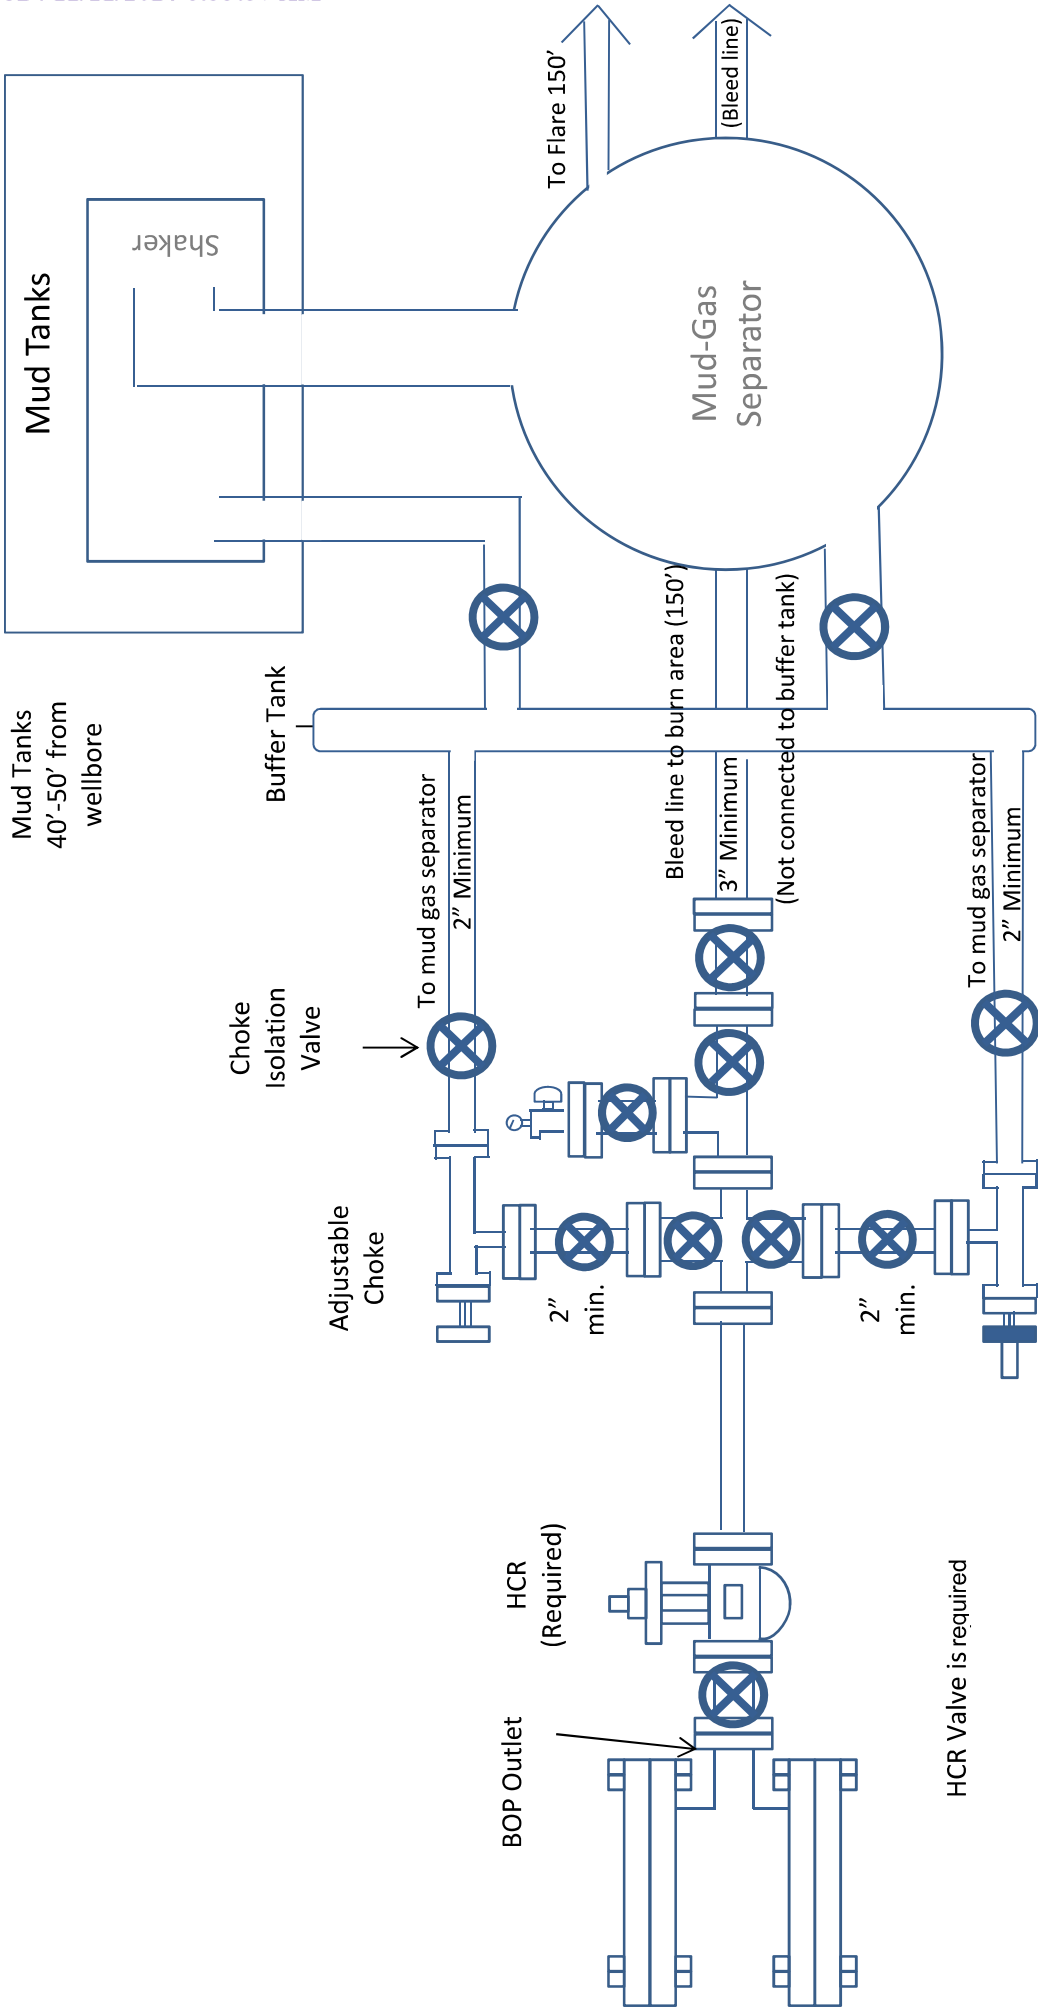 Mud Tanks
Shaker
To Flare 150’
(Bleed line)
Mud-Gas
Separator
Mud Tanks
40’-50’ from
wellbore
Buffer Tank
Bleed line to burn area (150’)
3” Minimum
(Not connected to buffer tank)
To mud gas separator
2” Minimum
To mud gas separator
2” Minimum
Choke
Isolation
Valve
Adjustable
Choke
2”
min.
2”
min.
HCR
(Required)
BOP Outlet
HCR Valve is required